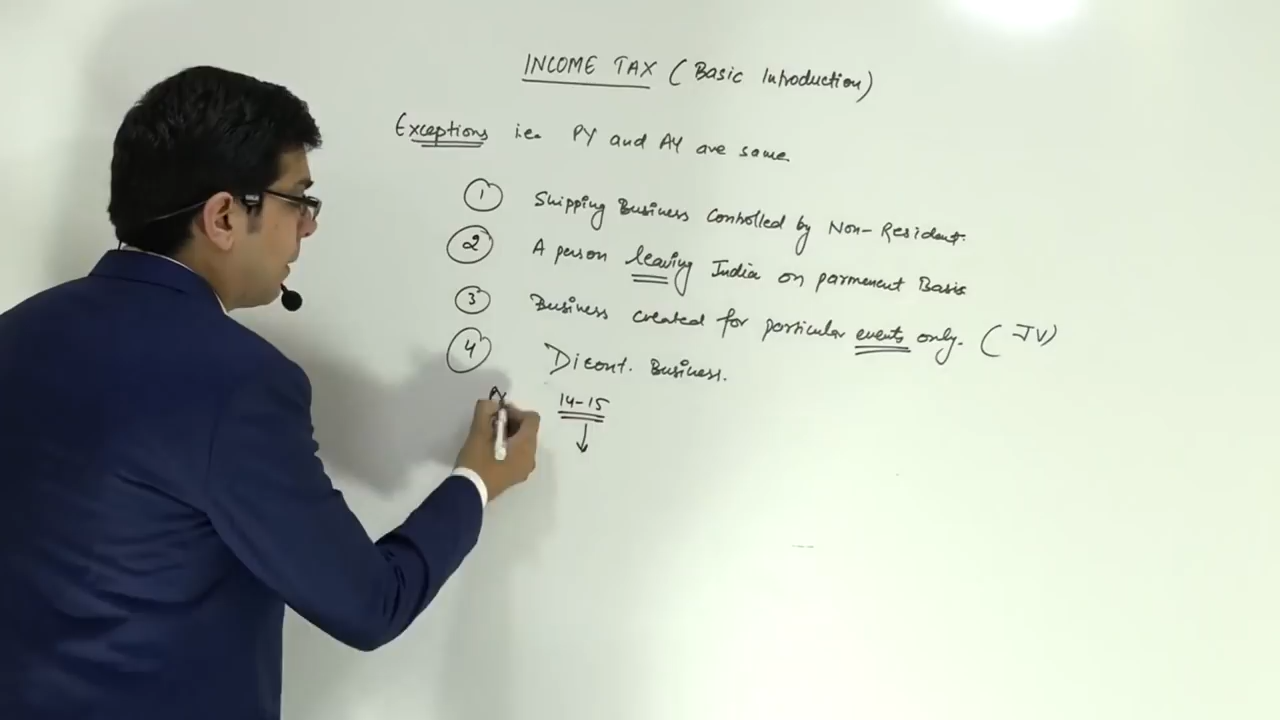 INCOME TAX (Basic Introduction)
Exceptions i.e. PY and AY are same
① Shipping Business Controlled by Non-Resident.
② A person leaving India on parmenent Basis
③ Business created for particular events only. (JV)
④ Dicont. Business.
PY 14-15
↓